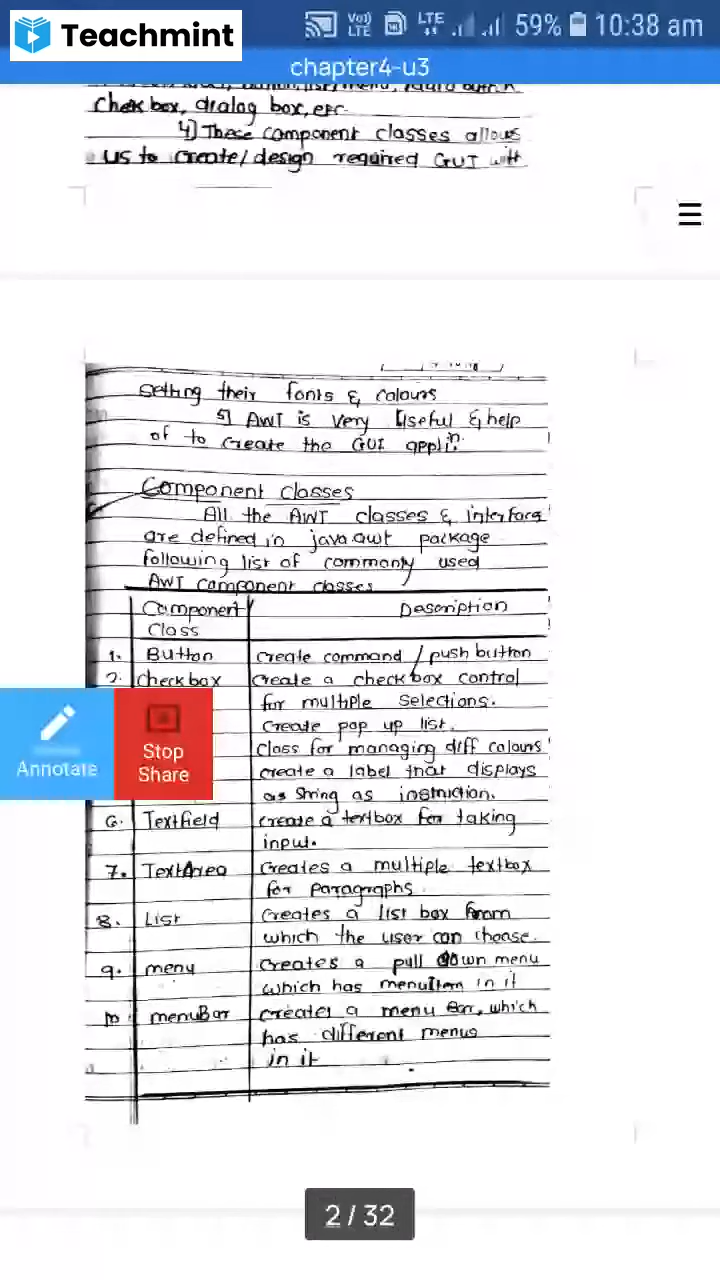 Teachmint
Vo)) LTE LTE 59% 10:38 am
chapter4-u3
Chek box, dialog box, etc
4) These component classes allows
us to create/design required GUI with
setting their fonts & colours
5) AWT is very Useful & help
of to create the GUI applin.
Component classes
All the AWT classes & interface
are defined in java awt package
following list of commonly used
AWT component classes
Component Description
Class
1. Button create command / push button
2. Checkbox Create a checkbox control
for multiple selections.
Create pop up list.
Class for managing diff colours
create a label that displays
as string as instruction.
6. Textfield create a textbox for taking
input.
7. TextArea Creates a multiple textbox
for Paragraphs
8. List Creates a list box from
which the user can choose.
9. menu Creates a pull down menu
which has menuItem in it
10. menuBar creates a menu Bar, which
has different menus
in it
Annotate
Stop
Share
2 / 32